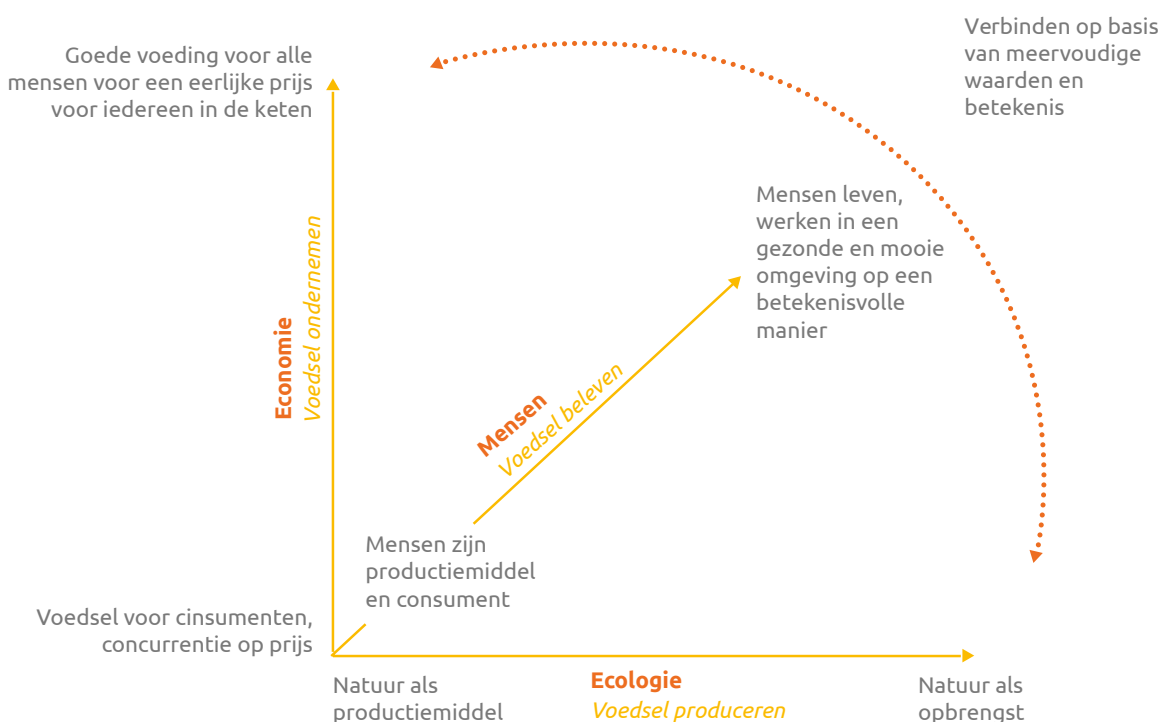 Goede voeding voor alle
mensen voor een eerlijke prijs
voor iedereen in de keten
Verbinden op basis
van meervoudige
waarden en
betekenis
Mensen leven,
werken in een
gezonde en mooie
omgeving op een
betekenisvolle
manier
Economie
Voedsel ondernemen
Mensen
Voedsel beleven
Mensen zijn
productiemiddel
en consument
Voedsel voor cinsumenten,
concurrentie op prijs
Natuur als
productiemiddel
Ecologie
Voedsel produceren
Natuur als
opbrengst